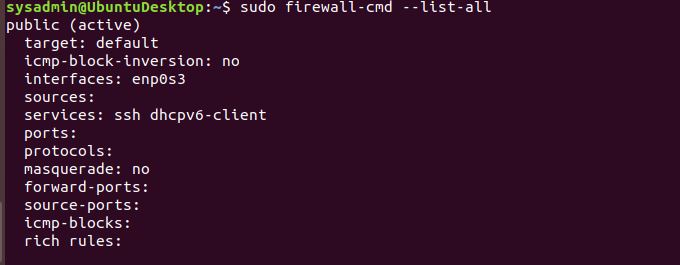 sysadmin@UbuntuDesktop:~$ sudo firewall-cmd --list-all
public (active)
  target: default
  icmp-block-inversion: no
  interfaces: enp0s3
  sources:
  services: ssh dhcpv6-client
  ports:
  protocols:
  masquerade: no
  forward-ports:
  source-ports:
  icmp-blocks:
  rich rules: